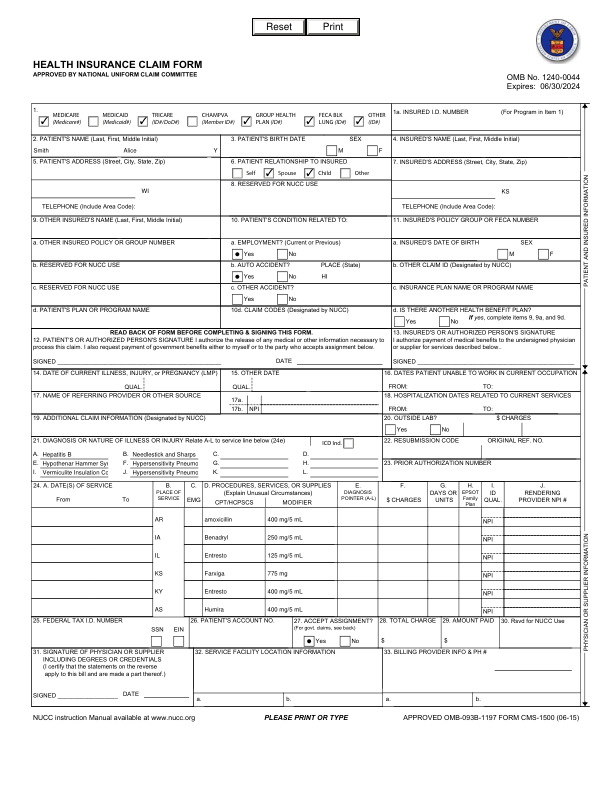 Reset Print
HEALTH INSURANCE CLAIM FORM
APPROVED BY NATIONAL UNIFORM CLAIM COMMITTEE
OMB No. 1240-0044
Expires: 06/30/2024
1.
MEDICARE MEDICAID TRICARE CHAMPVA GROUP HEALTH FECA BLK OTHER
(Medicare#) (Medicaid#) (ID#/DoD#) (Member ID#) PLAN (ID#) LUNG (ID#) (ID#)
1a. INSURED I.D. NUMBER (For Program in Item 1)
2. PATIENT'S NAME (Last, First, Middle Initial)
Smith Alice Y
3. PATIENT'S BIRTH DATE SEX
M F
4. INSURED'S NAME (Last, First, Middle Initial)
5. PATIENT'S ADDRESS (Street, City, State, Zip)
WI
TELEPHONE (Include Area Code):
6. PATIENT RELATIONSHIP TO INSURED
Self Spouse Child Other
7. INSURED'S ADDRESS (Street, City, State, Zip)
KS
TELEPHONE (Include Area Code):
8. RESERVED FOR NUCC USE
9. OTHER INSURED'S NAME (Last, First, Middle Initial)
10. PATIENT'S CONDITION RELATED TO:
11. INSURED'S POLICY GROUP OR FECA NUMBER
a. OTHER INSURED POLICY OR GROUP NUMBER
a. EMPLOYMENT? (Current or Previous)
Yes No
a. INSURED'S DATE OF BIRTH SEX
M F
b. RESERVED FOR NUCC USE
b. AUTO ACCIDENT? PLACE (State)
Yes No HI
b. OTHER CLAIM ID (Designated by NUCC)
c. RESERVED FOR NUCC USE
c. OTHER ACCIDENT?
Yes No
c. INSURANCE PLAN NAME OR PROGRAM NAME
d. PATIENT'S PLAN OR PROGRAM NAME
10d. CLAIM CODES (Designated by NUCC)
d. IS THERE ANOTHER HEALTH BENEFIT PLAN?
Yes No If yes, complete items 9, 9a, and 9d.
READ BACK OF FORM BEFORE COMPLETING & SIGNING THIS FORM.
12. PATIENT'S OR AUTHORIZED PERSON'S SIGNATURE I authorize the release of any medical or other information necessary to
process this claim. I also request payment of government benefits either to myself or to the party who accepts assignment below.
SIGNED DATE
13. INSURED'S OR AUTHORIZED PERSON'S SIGNATURE
I authorize payment of medical benefits to the undersigned physician
or supplier for services described below.
SIGNED
PATIENT AND INSURED INFORMATION
14. DATE OF CURRENT ILLNESS, INJURY, or PREGNANCY (LMP)
QUAL.
15. OTHER DATE
QUAL.
16. DATES PATIENT UNABLE TO WORK IN CURRENT OCCUPATION
FROM: TO:
17. NAME OF REFERRING PROVIDER OR OTHER SOURCE
17a.
17b. NPI
18. HOSPITALIZATION DATES RELATED TO CURRENT SERVICES
FROM: TO:
19. ADDITIONAL CLAIM INFORMATION (Designated by NUCC)
20. OUTSIDE LAB? $ CHARGES
Yes No
21. DIAGNOSIS OR NATURE OF ILLNESS OR INJURY Relate A-L to service line below (24e) ICD Ind.
A. Hepatitis B B. Needlestick and Sharps C. D.
E. Hypothenar Hammer Syn F. Hypersensitivity Pneumo G. H.
I. Vermiculite Insulation Co J. Hypersensitivity Pneumo K. L.
22. RESUBMISSION CODE ORIGINAL REF. NO.
23. PRIOR AUTHORIZATION NUMBER
24. A. DATE(S) OF SERVICE B. C. D. PROCEDURES, SERVICES, OR SUPPLIES E. F. G. H. I. J.
From To PLACE OF SERVICE EMG (Explain Unusual Circumstances) CPT/HCPSCS MODIFIER DIAGNOSIS POINTER (A-L) $ CHARGES DAYS OR UNITS EPSOT Family Plan ID QUAL. RENDERING PROVIDER NPI #
AR amoxicillin 400 mg/5 mL NPI
IA Benadryl 250 mg/5 mL NPI
IL Entresto 125 mg/5 mL NPI
KS Farxiga 775 mg NPI
KY Entresto 400 mg/5 mL NPI
AS Humira 400 mg/5 mL NPI
25. FEDERAL TAX I.D. NUMBER
SSN EIN
26. PATIENT'S ACCOUNT NO.
27. ACCEPT ASSIGNMENT?
(For govt. claims, see back)
Yes No
28. TOTAL CHARGE
$
29. AMOUNT PAID
$
30. Rsvd for NUCC Use
31. SIGNATURE OF PHYSICIAN OR SUPPLIER
INCLUDING DEGREES OR CREDENTIALS
(I certify that the statements on the reverse
apply to this bill and are made a part thereof.)
SIGNED DATE
32. SERVICE FACILITY LOCATION INFORMATION
a. b.
33. BILLING PROVIDER INFO & PH #
a. b.
PHYSICIAN OR SUPPLIER INFORMATION
NUCC instruction Manual available at www.nucc.org PLEASE PRINT OR TYPE APPROVED OMB-093B-1197 FORM CMS-1500 (06-15)